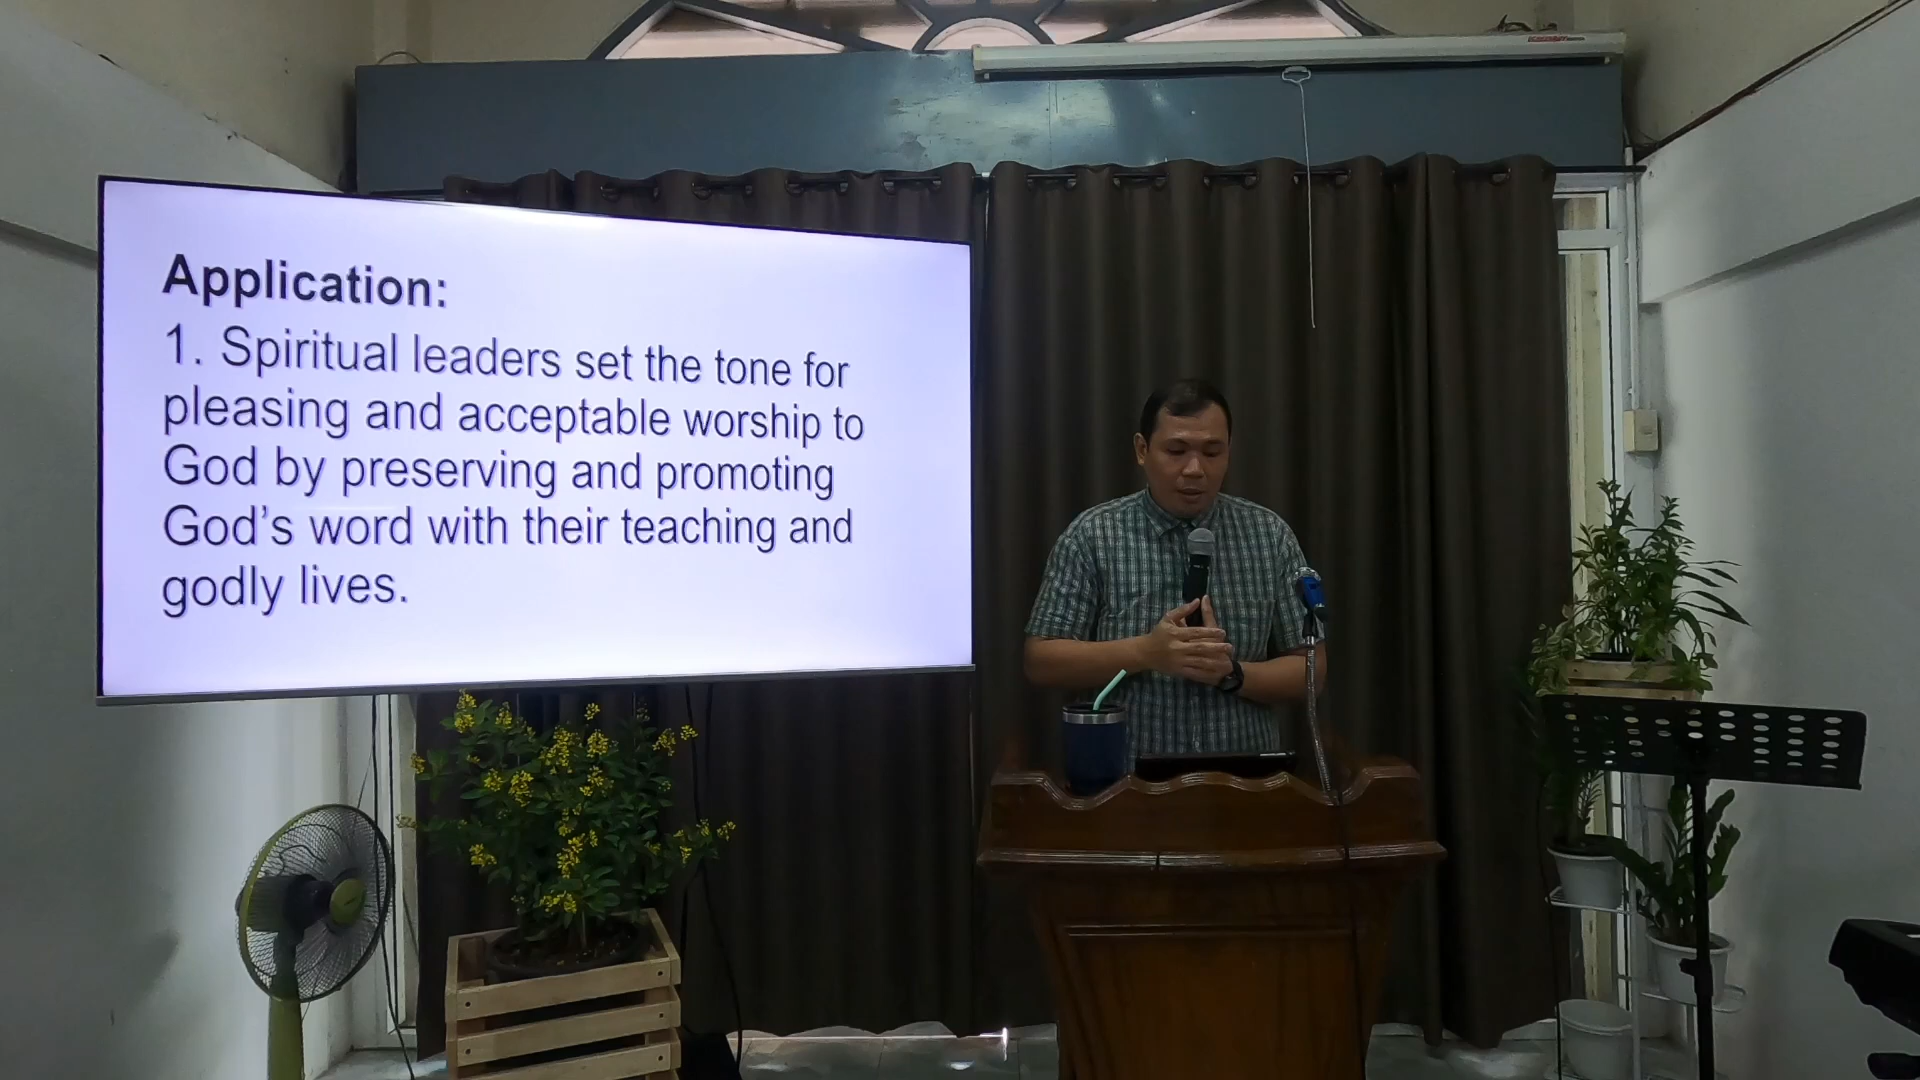 Application:
1. Spiritual leaders set the tone for
pleasing and acceptable worship to
God by preserving and promoting
God’s word with their teaching and
godly lives.